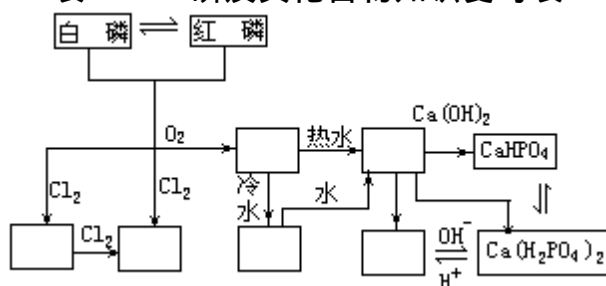 白 磷 ⇌ 红 磷
Ca(OH)₂
O₂ 热水 CaHPO₄
Cl₂ Cl₂ 冷水 水 ⇌
Cl₂ OH⁻
⇌ Ca(H₂PO₄)₂
H⁺